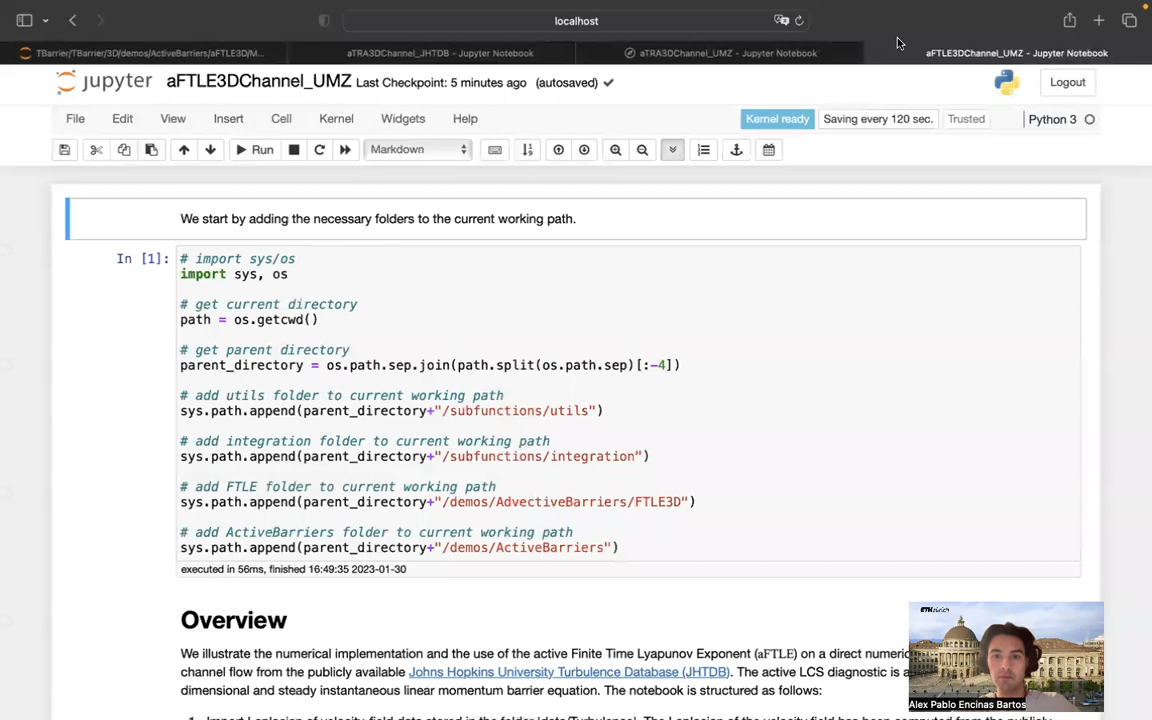 localhost
TBarrier/TBarrier/3D/demos/ActiveBarriers/aFTLE3D/M...
aTRA3DChannel_JHTDB - Jupyter Notebook
aTRA3DChannel_UMZ - Jupyter Notebook
aFTLE3DChannel_UMZ - Jupyter Notebook
jupyter aFTLE3DChannel_UMZ Last Checkpoint: 5 minutes ago (autosaved)
Logout
File Edit View Insert Cell Kernel Widgets Help
Kernel ready Saving every 120 sec. Trusted Python 3
Run Markdown
We start by adding the necessary folders to the current working path.
In [1]: # import sys/os
import sys, os
# get current directory
path = os.getcwd()
# get parent directory
parent_directory = os.path.sep.join(path.split(os.path.sep)[:-4])
# add utils folder to current working path
sys.path.append(parent_directory+"/subfunctions/utils")
# add integration folder to current working path
sys.path.append(parent_directory+"/subfunctions/integration")
# add FTLE folder to current working path
sys.path.append(parent_directory+"/demos/AdvectiveBarriers/FTLE3D")
# add ActiveBarriers folder to current working path
sys.path.append(parent_directory+"/demos/ActiveBarriers")
executed in 56ms, finished 16:49:35 2023-01-30
Overview
We illustrate the numerical implementation and the use of the active Finite Time Lyapunov Exponent (aFTLE) on a direct numeric
channel flow from the publicly available Johns Hopkins University Turbulence Database (JHTDB). The active LCS diagnostic is a
dimensional and steady instantaneous linear momentum barrier equation. The notebook is structured as follows:
ETH zürich
Alex Pablo Encinas Bartos